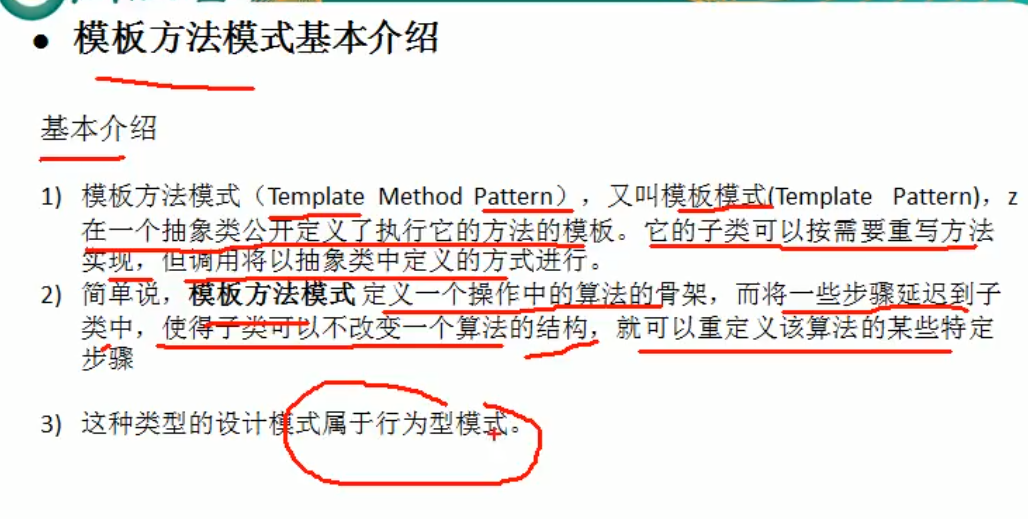 ● 模板方法模式基本介绍
基本介绍
1) 模板方法模式（Template Method Pattern），又叫模板模式(Template Pattern)，z
在一个抽象类公开定义了执行它的方法的模板。它的子类可以按需要重写方法
实现，但调用将以抽象类中定义的方式进行。
2) 简单说，模板方法模式 定义一个操作中的算法的骨架，而将一些步骤延迟到子
类中，使得子类可以不改变一个算法的结构，就可以重定义该算法的某些特定
步骤
3) 这种类型的设计模式属于行为型模式。